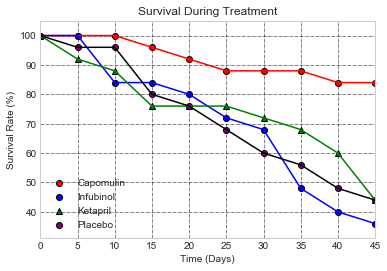 Survival During Treatment
100
90
80
70
60
50
40
Survival Rate (%)
Capomulin
Infubinol
Ketapril
Placebo
0 5 10 15 20 25 30 35 40 45
Time (Days)